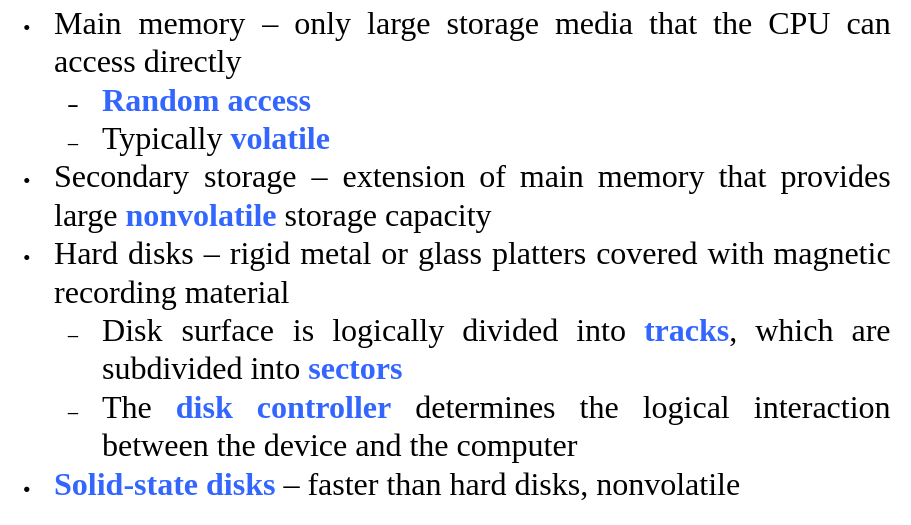 • Main memory – only large storage media that the CPU can
access directly
– Random access
– Typically volatile
• Secondary storage – extension of main memory that provides
large nonvolatile storage capacity
• Hard disks – rigid metal or glass platters covered with magnetic
recording material
– Disk surface is logically divided into tracks, which are
subdivided into sectors
– The disk controller determines the logical interaction
between the device and the computer
• Solid-state disks – faster than hard disks, nonvolatile